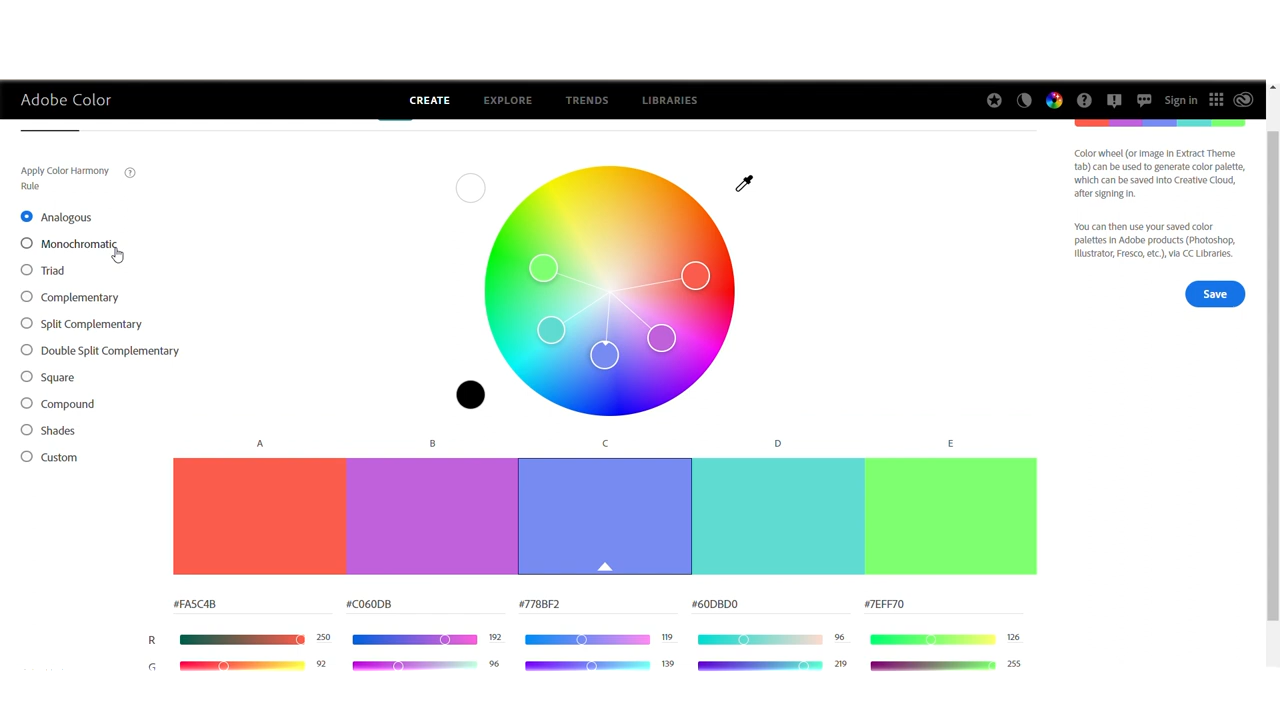 Adobe Color
CREATE
EXPLORE
TRENDS
LIBRARIES
Sign in
Apply Color Harmony
Rule
Analogous
Monochromatic
Triad
Complementary
Split Complementary
Double Split Complementary
Square
Compound
Shades
Custom
Color wheel (or image in Extract Theme
tab) can be used to generate color palette,
which can be saved into Creative Cloud,
after signing in.
You can then use your saved color
palettes in Adobe products (Photoshop,
Illustrator, Fresco, etc.), via CC Libraries.
Save
A B C D E
#FA5C4B #C060DB #778BF2 #60DBD0 #7EFF70
R 250 192 119 96 126
G 92 96 139 219 255